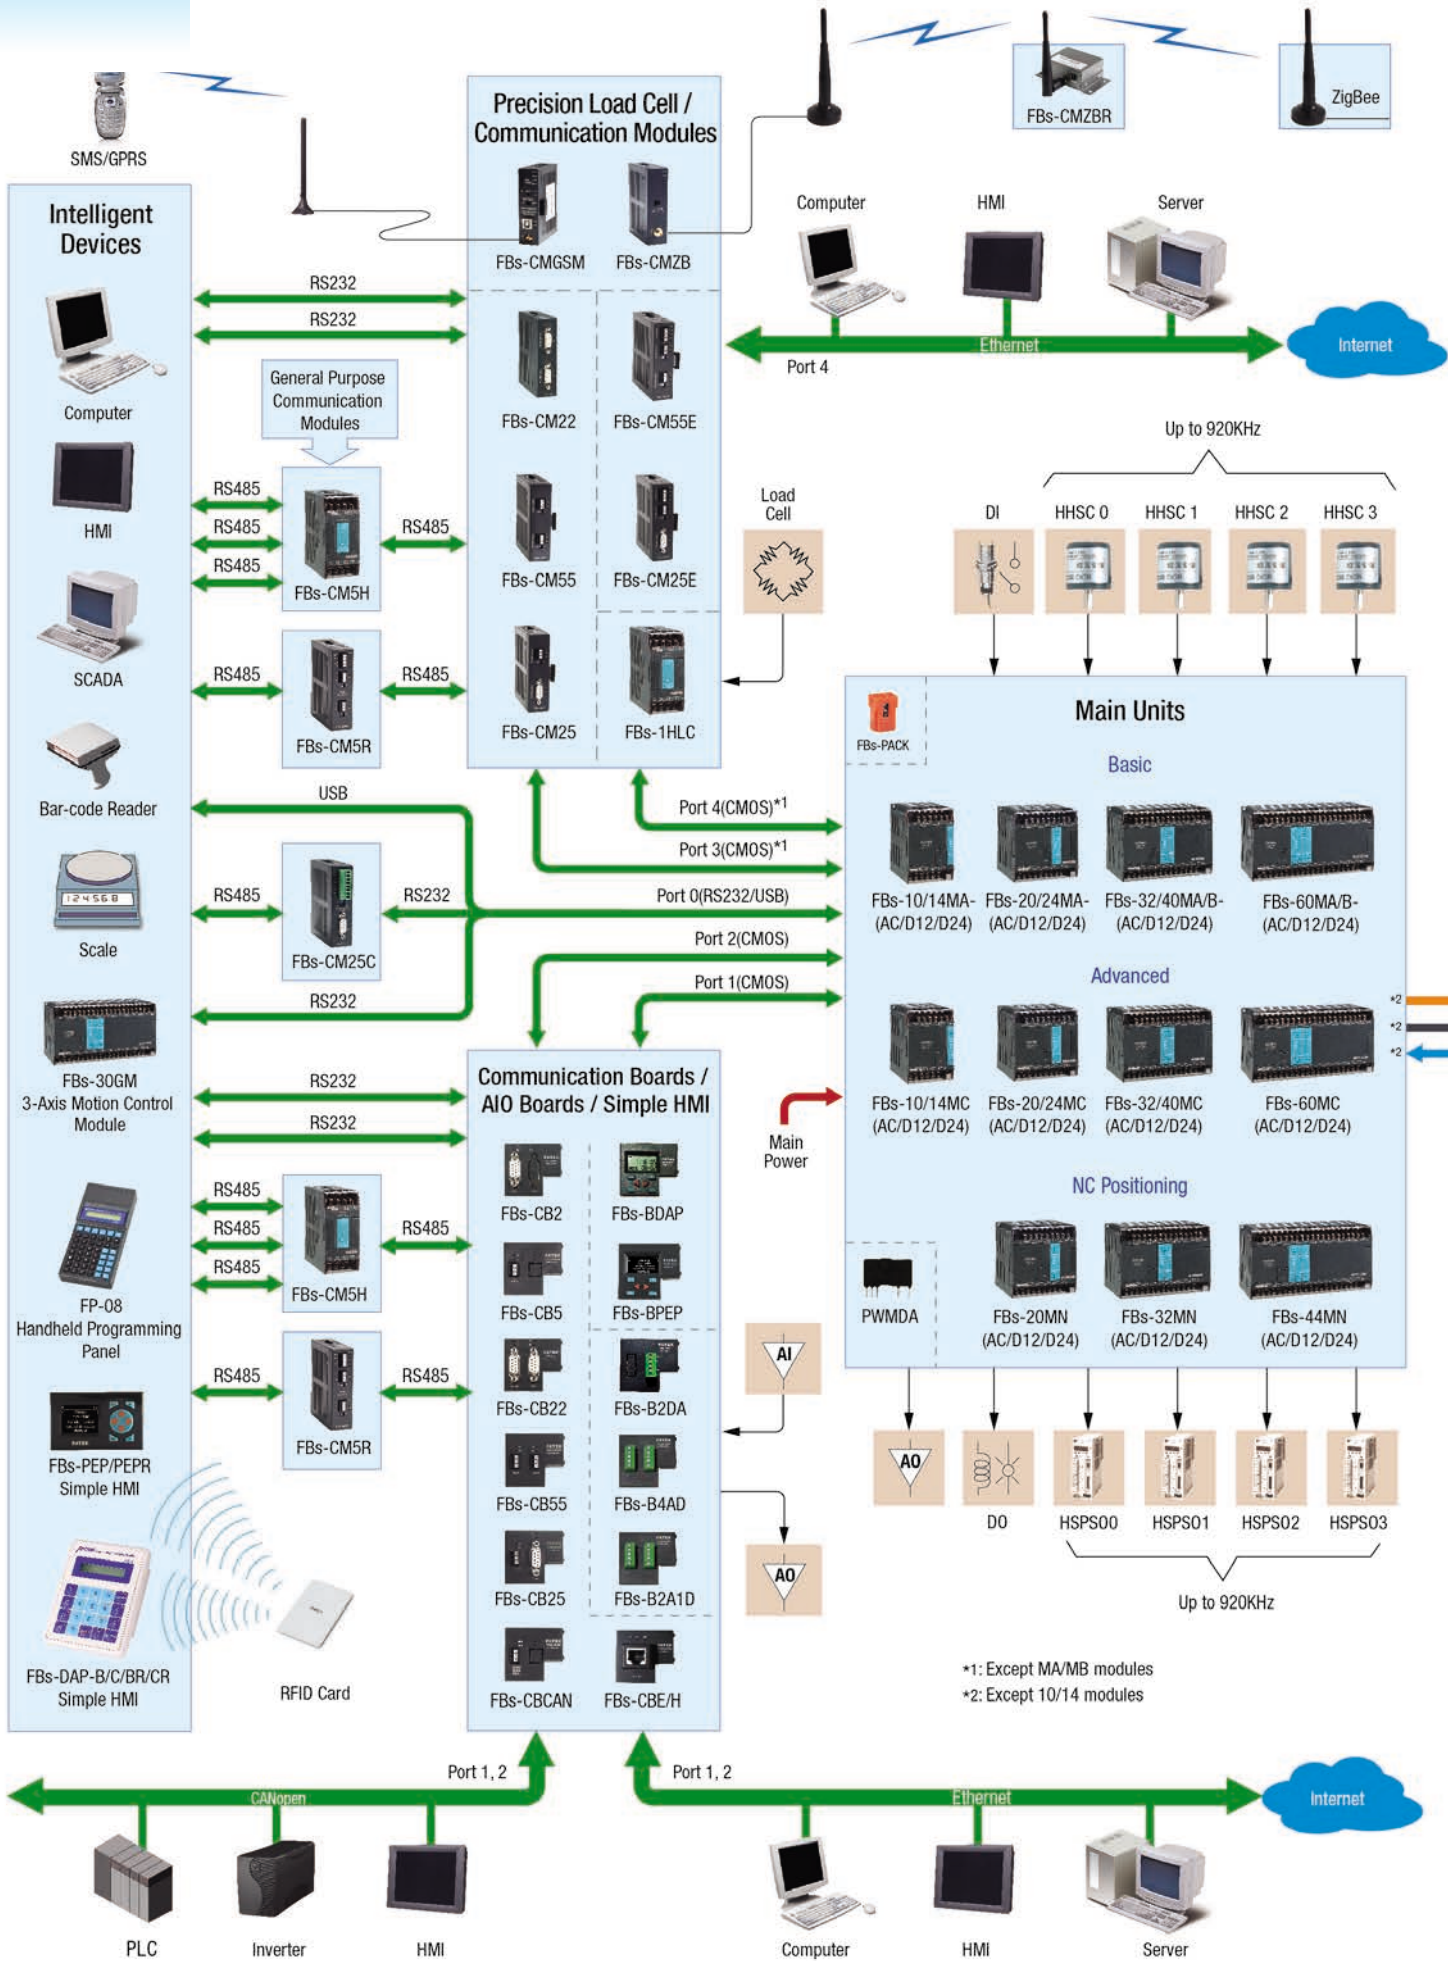 SMS/GPRS
Precision Load Cell /
Communication Modules
FBs-CMGSM
FBs-CMZB
FBs-CMZBR
ZigBee
Intelligent
Devices
Computer
HMI
SCADA
Bar-code Reader
Scale
FBs-30GM
3-Axis Motion Control
Module
FP-08
Handheld Programming
Panel
FBs-PEP/PEPR
Simple HMI
FBs-DAP-B/C/BR/CR
Simple HMI
RFID Card
RS232
RS232
General Purpose
Communication
Modules
RS485
RS485
RS485
FBs-CM5H
RS485
RS485
FBs-CM5R
RS485
USB
RS485
FBs-CM25C
RS232
RS232
RS232
RS232
RS485
RS485
RS485
FBs-CM5H
RS485
RS485
FBs-CM5R
RS485
FBs-CM22
FBs-CM55E
FBs-CM55
FBs-CM25E
FBs-CM25
FBs-1HLC
Computer
HMI
Server
Ethernet
Port 4
Internet
Load
Cell
Up to 920KHz
DI
HHSC 0
HHSC 1
HHSC 2
HHSC 3
Port 4(CMOS)*1
Port 3(CMOS)*1
Port 0(RS232/USB)
Port 2(CMOS)
Port 1(CMOS)
FBs-PACK
Main Units
Basic
FBs-10/14MA-
(AC/D12/D24)
FBs-20/24MA-
(AC/D12/D24)
FBs-32/40MA/B-
(AC/D12/D24)
FBs-60MA/B-
(AC/D12/D24)
Advanced
*2
*2
*2
FBs-10/14MC
(AC/D12/D24)
FBs-20/24MC
(AC/D12/D24)
FBs-32/40MC
(AC/D12/D24)
FBs-60MC
(AC/D12/D24)
Main
Power
NC Positioning
PWMDA
FBs-20MN
(AC/D12/D24)
FBs-32MN
(AC/D12/D24)
FBs-44MN
(AC/D12/D24)
Communication Boards /
AIO Boards / Simple HMI
FBs-CB2
FBs-BDAP
FBs-CB5
FBs-BPEP
FBs-CB22
FBs-B2DA
FBs-CB55
FBs-B4AD
FBs-CB25
FBs-B2A1D
FBs-CBCAN
FBs-CBE/H
AI
AO
AO
DO
HSPSO0
HSPSO1
HSPSO2
HSPSO3
Up to 920KHz
*1: Except MA/MB modules
*2: Except 10/14 modules
Port 1, 2
CANopen
PLC
Inverter
HMI
Port 1, 2
Ethernet
Internet
Computer
HMI
Server